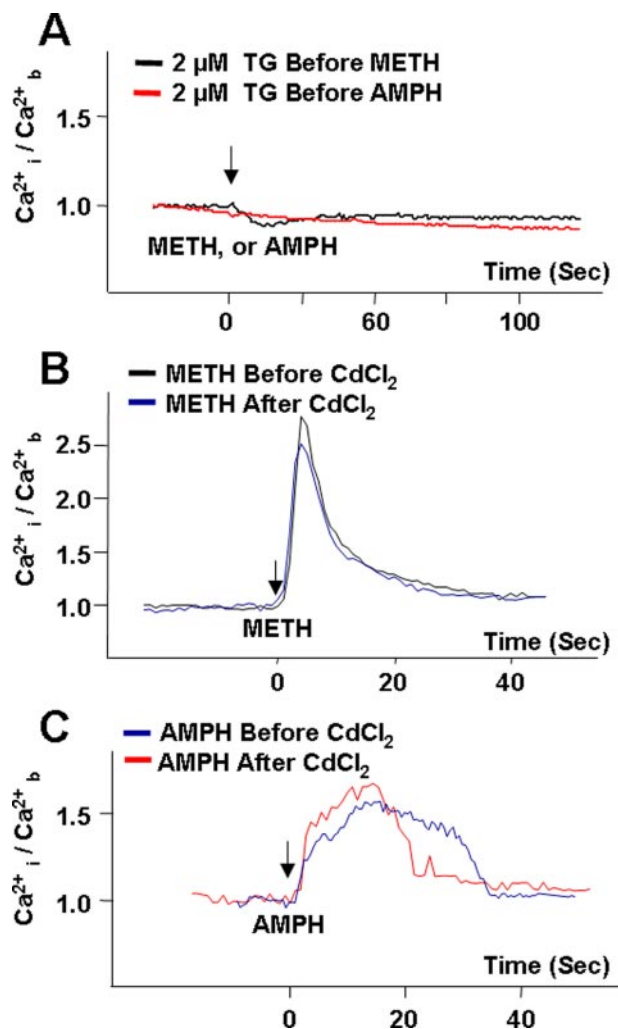 A
2 µM TG Before METH
2 µM TG Before AMPH
Ca²⁺ᵢ / Ca²⁺b
1.5
1.0
METH, or AMPH
Time (Sec)
0 60 100
B
METH Before CdCl₂
METH After CdCl₂
Ca²⁺ᵢ / Ca²⁺b
2.5
2.0
1.5
1.0
METH
Time (Sec)
0 20 40
C
AMPH Before CdCl₂
AMPH After CdCl₂
Ca²⁺ᵢ / Ca²⁺b
1.5
1.0
AMPH
Time (Sec)
0 20 40